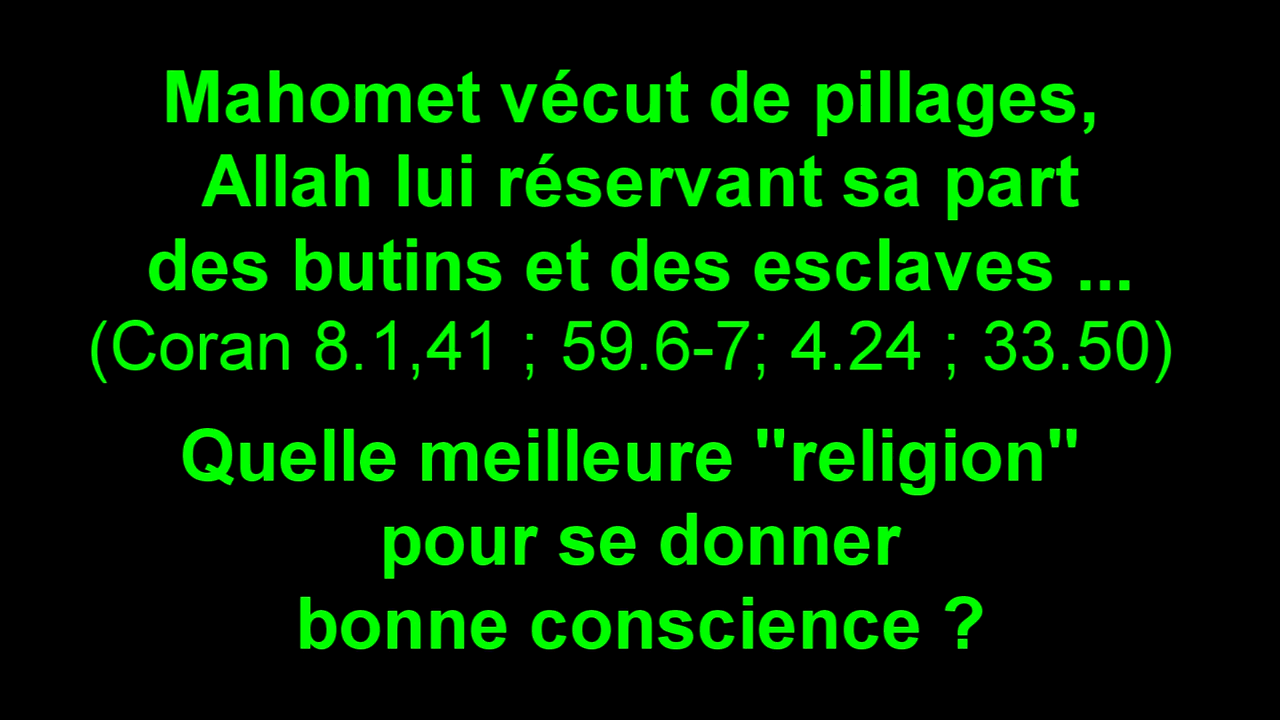 Mahomet vécut de pillages,
Allah lui réservant sa part
des butins et des esclaves ...
(Coran 8.1,41 ; 59.6-7; 4.24 ; 33.50)
Quelle meilleure "religion"
pour se donner
bonne conscience ?